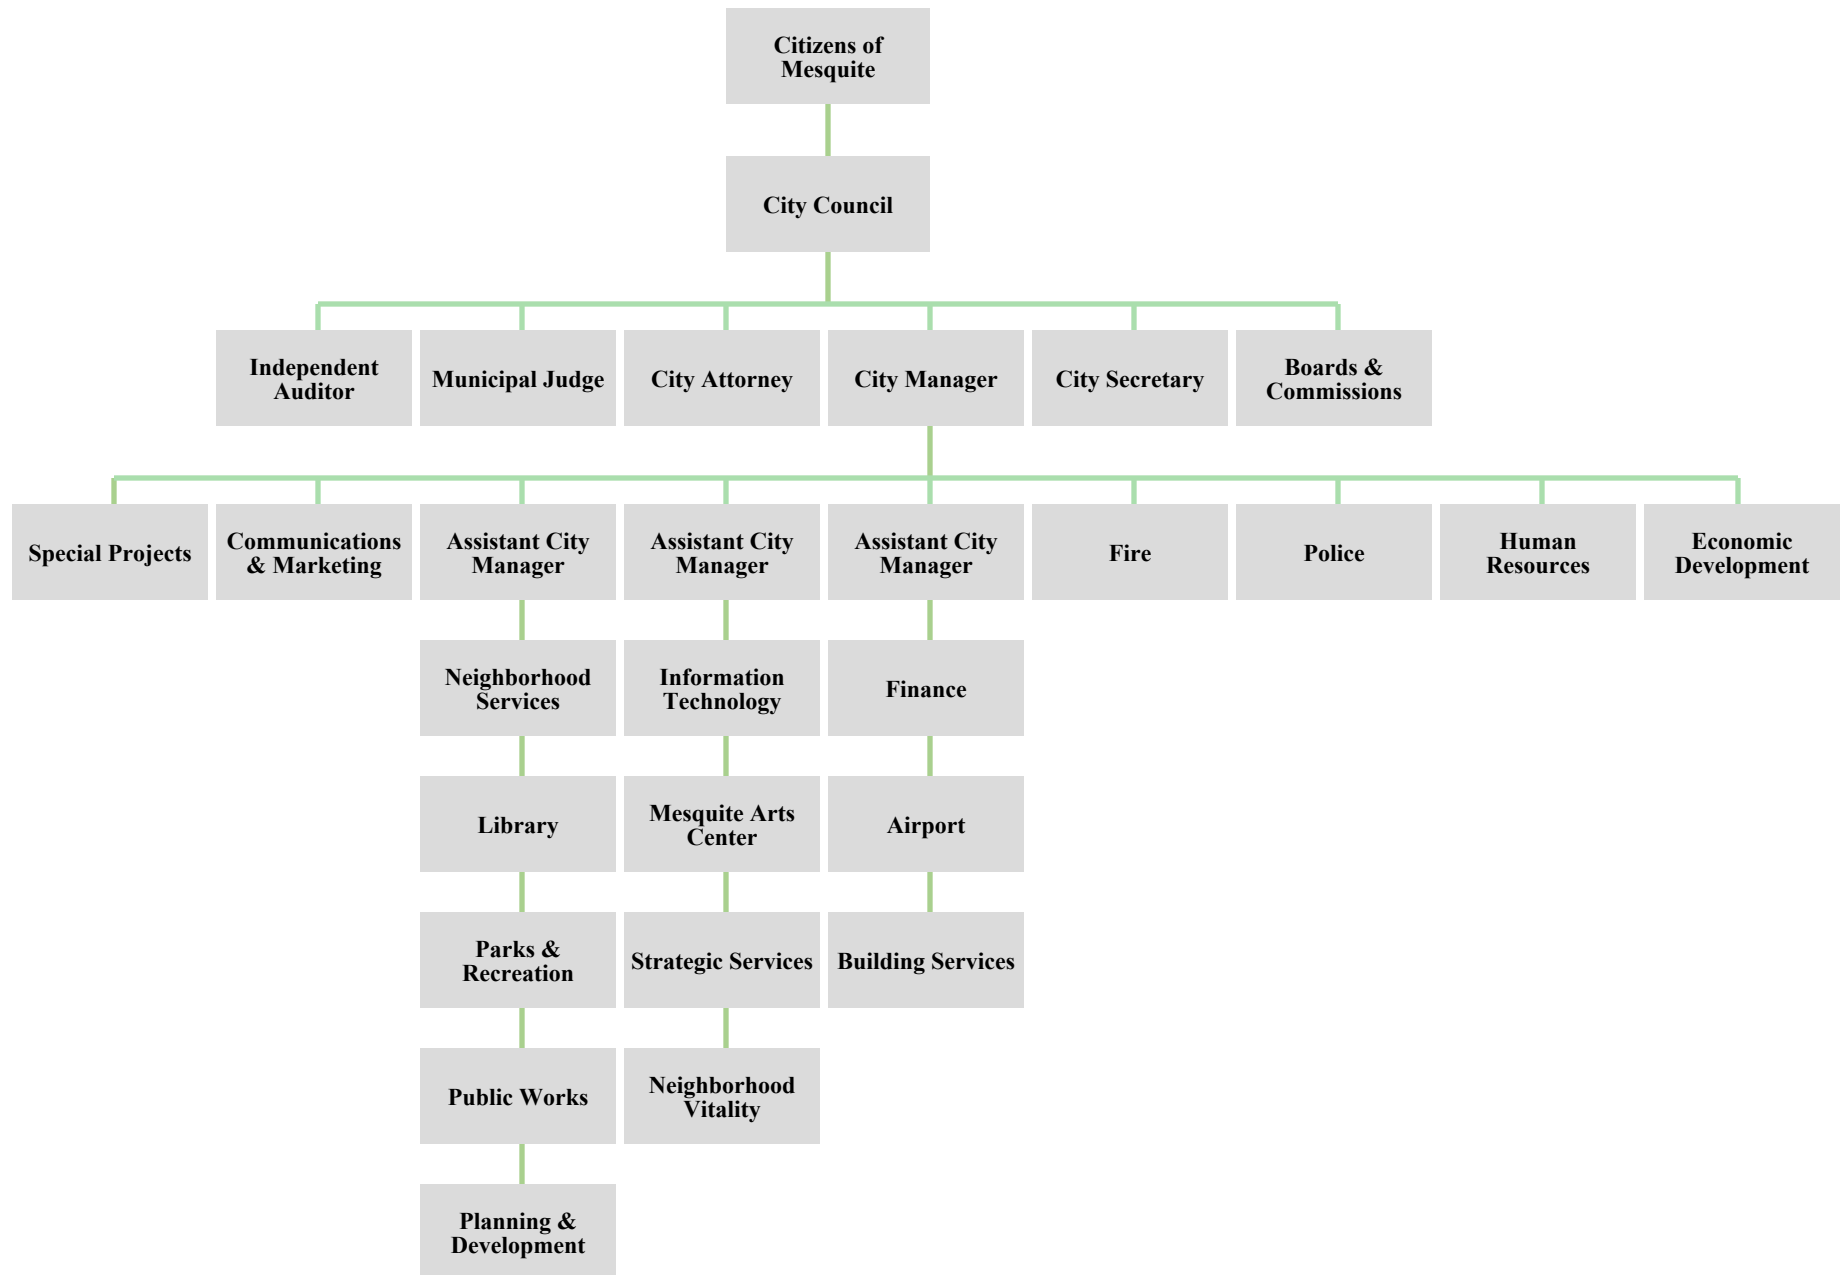 Citizens of
Mesquite
City Council
Independent
Auditor
Municipal Judge
City Attorney
City Manager
City Secretary
Boards &
Commissions
Special Projects
Communications
& Marketing
Assistant City
Manager
Assistant City
Manager
Assistant City
Manager
Fire
Police
Human
Resources
Economic
Development
Neighborhood
Services
Information
Technology
Finance
Library
Mesquite Arts
Center
Airport
Parks &
Recreation
Strategic Services
Building Services
Public Works
Neighborhood
Vitality
Planning &
Development